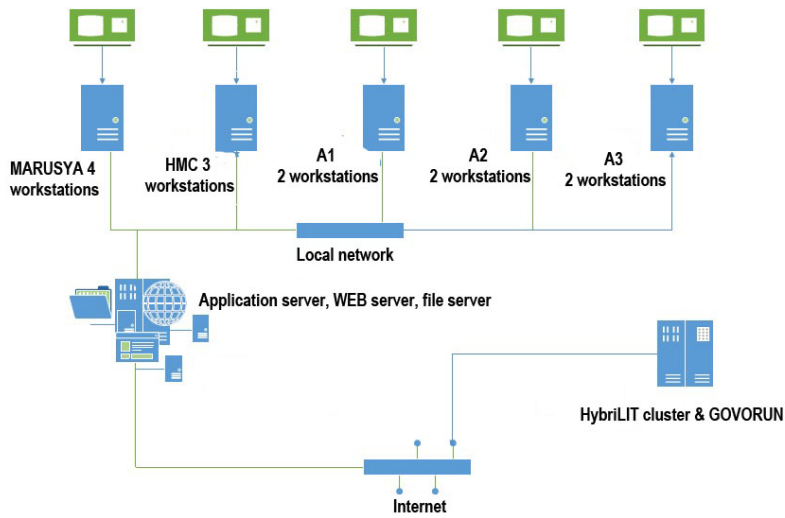 MARUSYA 4
workstations
HMC 3
workstations
A1
2 workstations
A2
2 workstations
A3
2 workstations
Local network
Application server, WEB server, file server
HybriLIT cluster & GOVORUN
Internet